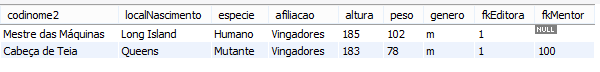 codinome2 localNascimento especie afiliacao altura peso genero fkEditora fkMentor
Mestre das Máquinas Long Island Humano Vingadores 185 102 m 1 NULL
Cabeça de Teia Queens Mutante Vingadores 183 78 m 1 100